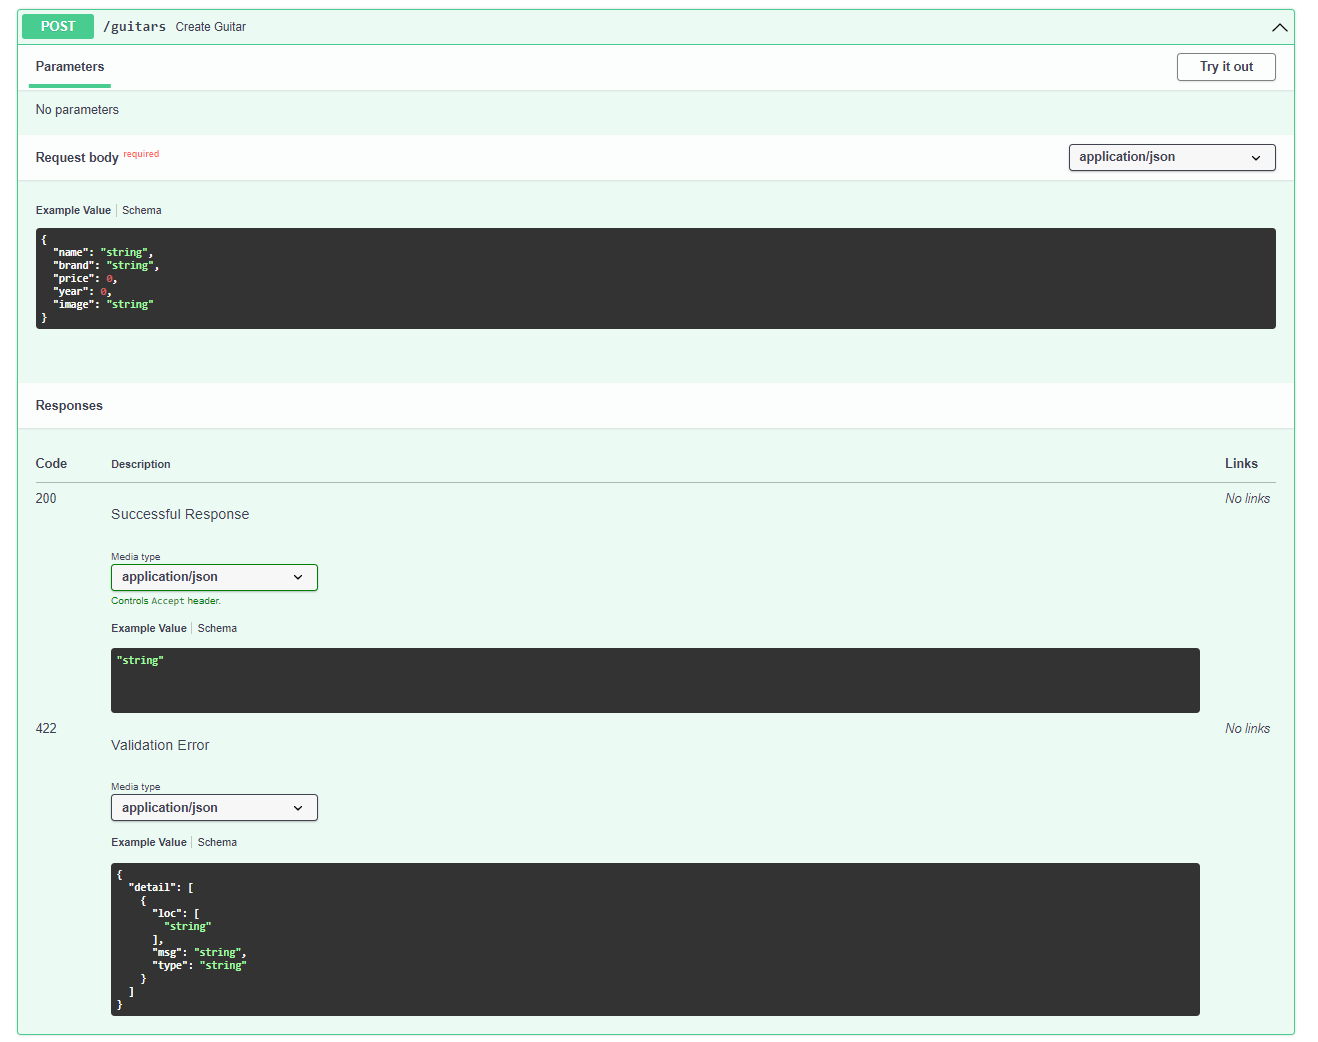 POST /guitars Create Guitar
Parameters
Try it out
No parameters
Request body required
application/json
Example Value Schema
{
  "name": "string",
  "brand": "string",
  "price": 0,
  "year": 0,
  "image": "string"
}
Responses
Code Description Links
200 No links
Successful Response
Media type
application/json
Controls Accept header.
Example Value Schema
"string"
422 No links
Validation Error
Media type
application/json
Example Value Schema
{
  "detail": [
    {
      "loc": [
        "string"
      ],
      "msg": "string",
      "type": "string"
    }
  ]
}